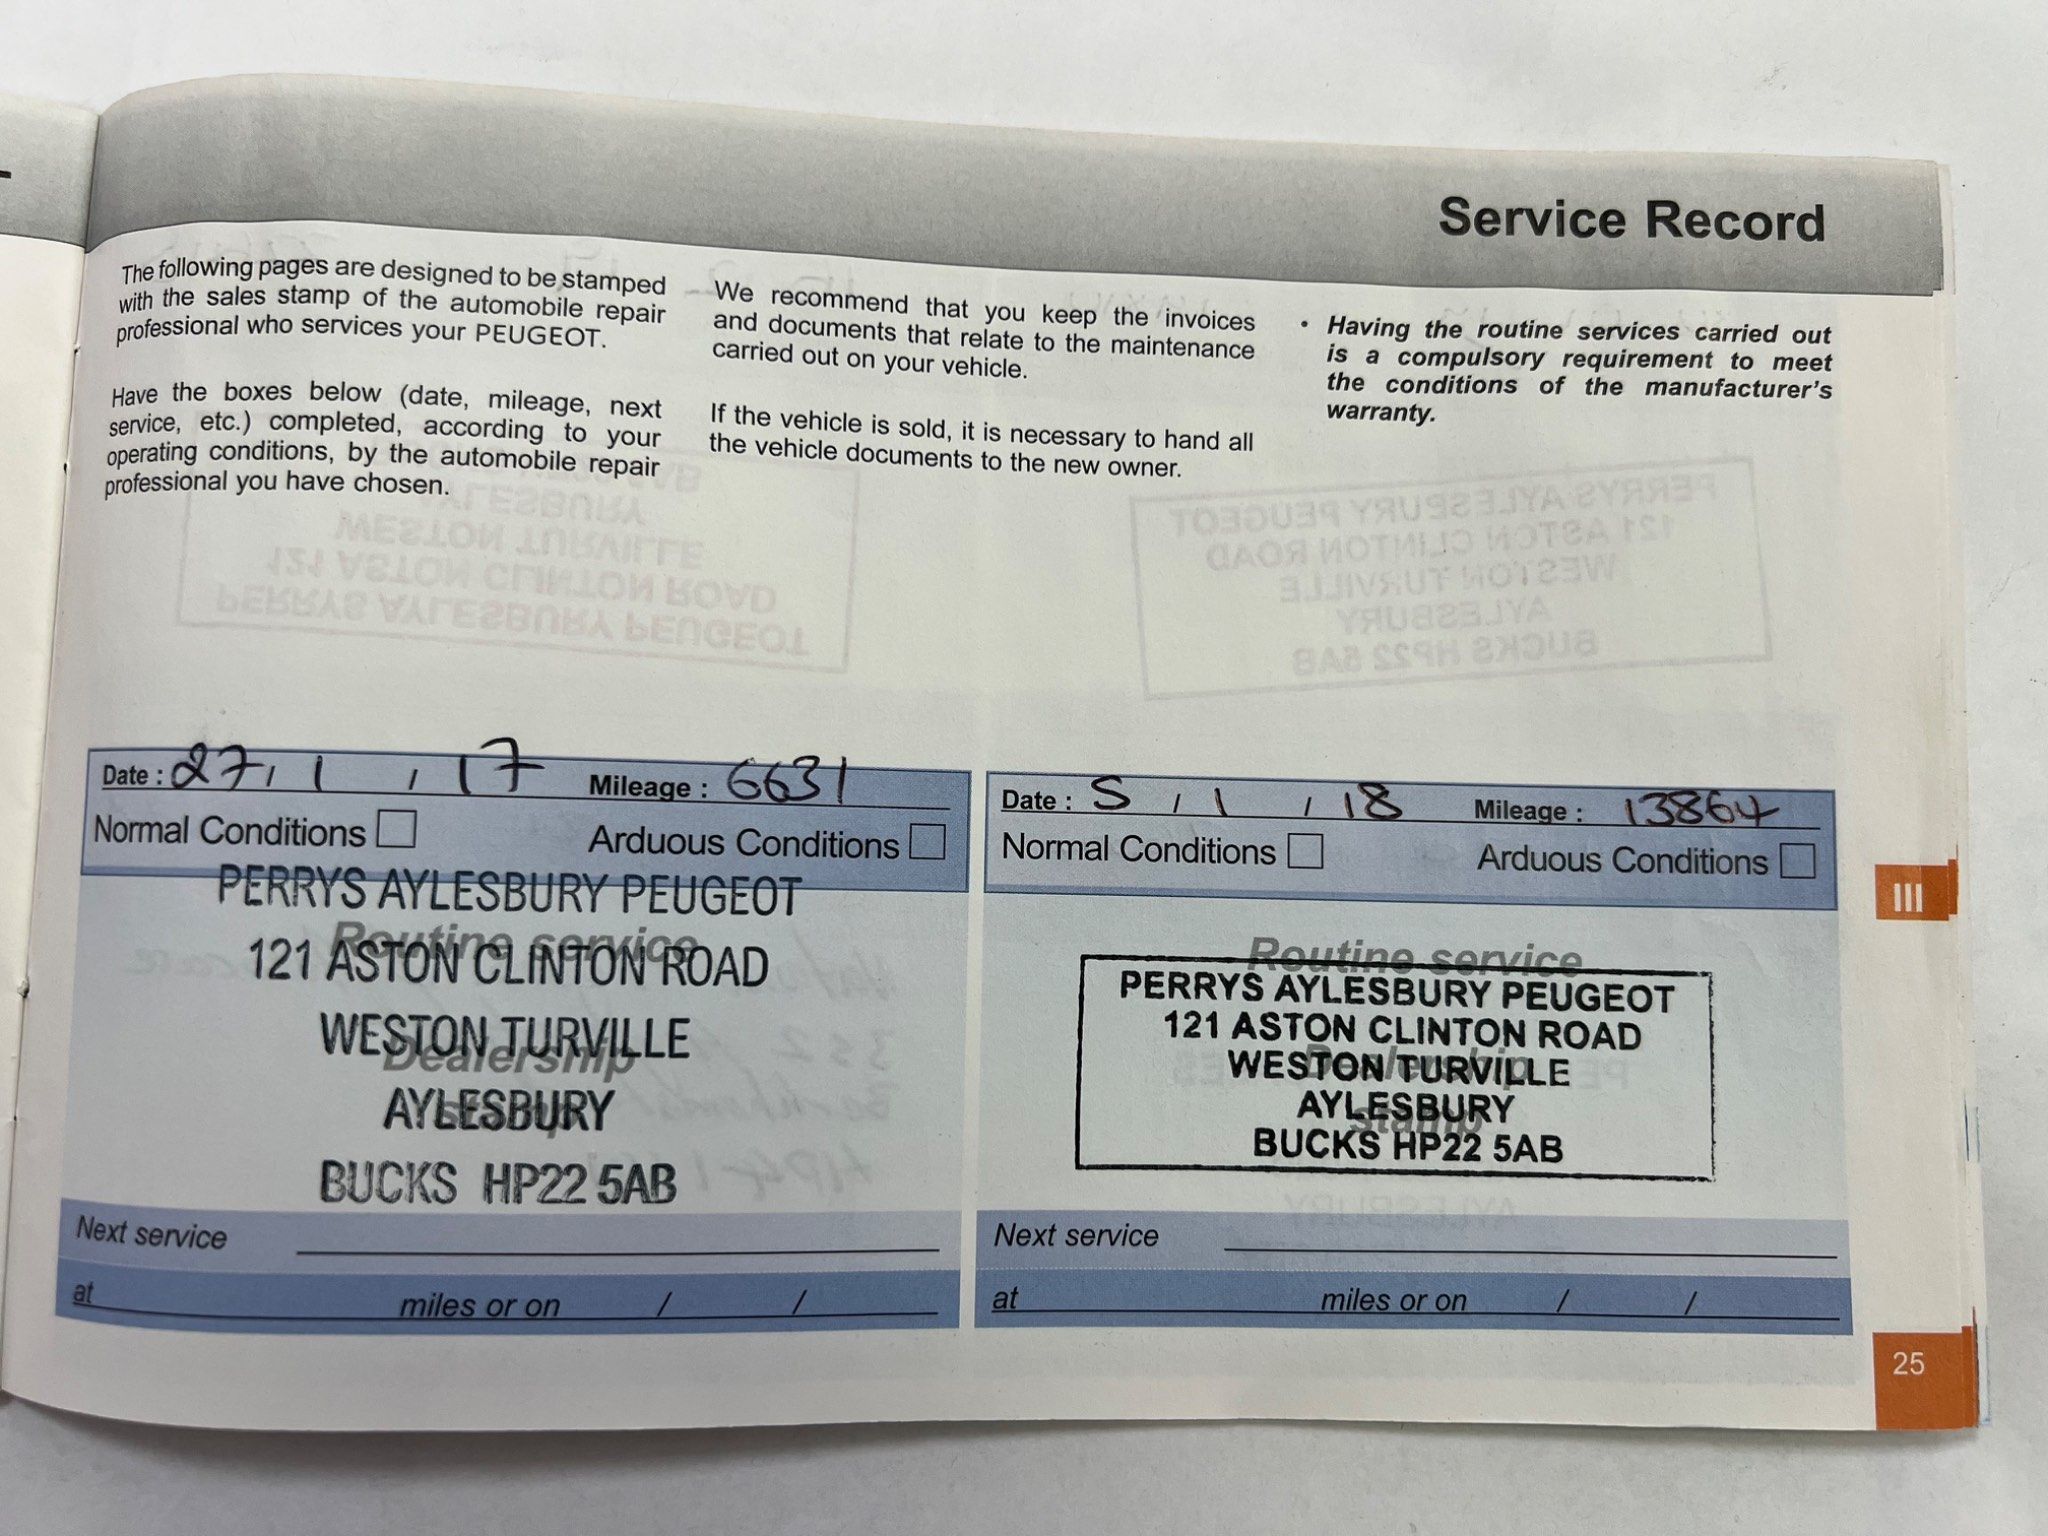 Service Record
The following pages are designed to be stamped
with the sales stamp of the automobile repair
professional who services your PEUGEOT.
Have the boxes below (date, mileage, next
service, etc.) completed, according to your
operating conditions, by the automobile repair
professional you have chosen.
We recommend that you keep the invoices
and documents that relate to the maintenance
carried out on your vehicle.
If the vehicle is sold, it is necessary to hand all
the vehicle documents to the new owner.
• Having the routine services carried out
is a compulsory requirement to meet
the conditions of the manufacturer's
warranty.
Date : 27 / 1 / 17 Mileage : 6631
Normal Conditions Arduous Conditions
PERRYS AYLESBURY PEUGEOT
Routine service
121 ASTON CLINTON ROAD
WESTON TURVILLE
Dealership
AYLESBURY
stamp
BUCKS HP22 5AB
Next service
at miles or on / /
Date : 5 / 1 / 18 Mileage : 13864
Normal Conditions Arduous Conditions
Routine service
PERRYS AYLESBURY PEUGEOT
121 ASTON CLINTON ROAD
WESTON TURVILLE
Dealership
AYLESBURY
stamp
BUCKS HP22 5AB
Next service
at miles or on / /
III
25